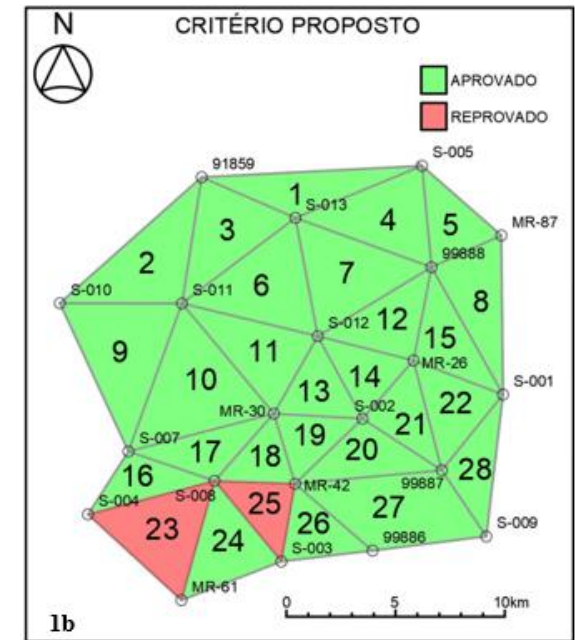 N
CRITÉRIO PROPOSTO
APROVADO
REPROVADO
S-005
91859
1
S-013
3
4
5
MR-87
99888
2
7
6
8
S-010
S-011
12
S-012
15
9
11
MR-26
10
14
13
S-001
22
MR-30
S-002
21
19
20
S-007
17
18
16
28
99887
S-008
MR-42
25
S-004
23
27
26
24
S-009
99886
S-003
MR-61
0 5 10km
1b